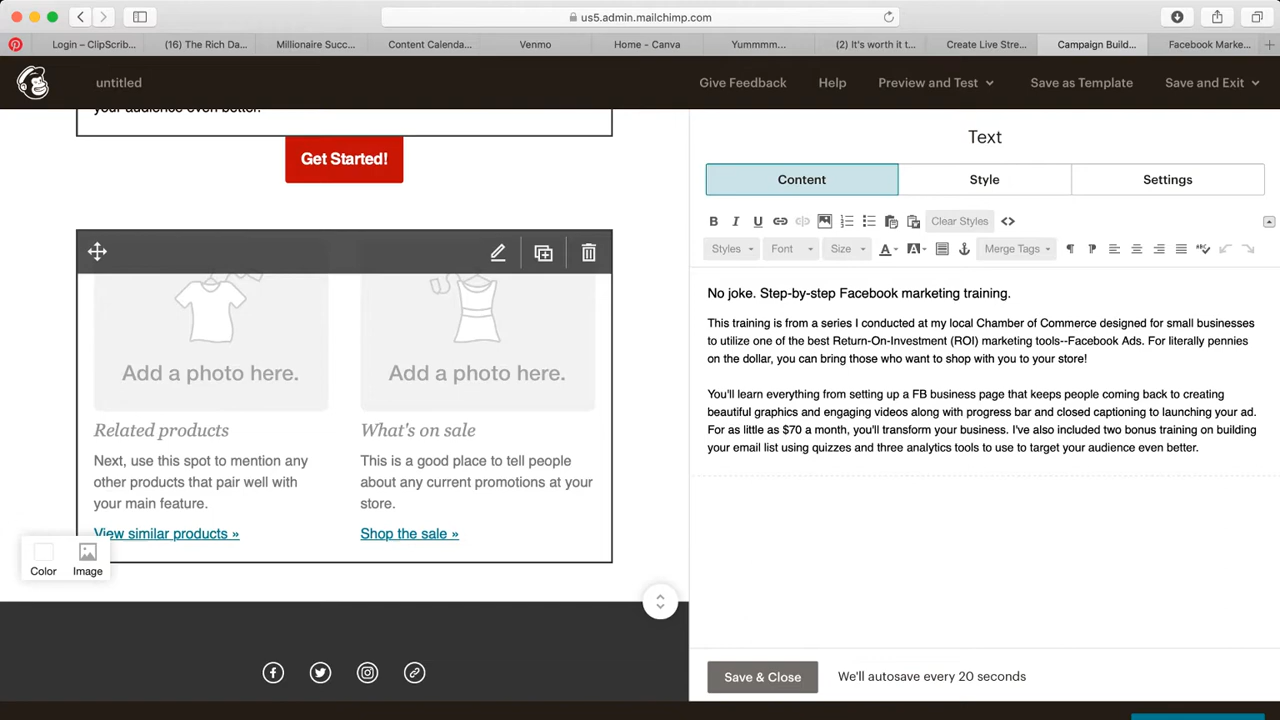 us5.admin.mailchimp.com
Login – ClipScrib...
(16) The Rich Da...
Millionaire Succ...
Content Calenda...
Venmo
Home – Canva
Yummmm...
(2) It's worth it t...
Create Live Stre...
Campaign Build...
Facebook Marke...
untitled
Give Feedback
Help
Preview and Test
Save as Template
Save and Exit
your audience even better.
Get Started!
Add a photo here.
Add a photo here.
Related products
What's on sale
Next, use this spot to mention any
other products that pair well with
your main feature.
This is a good place to tell people
about any current promotions at your
store.
View similar products »
Shop the sale »
Color
Image
Text
Content
Style
Settings
B I U
Clear Styles
Styles
Font
Size
A
A
Merge Tags
No joke. Step-by-step Facebook marketing training.
This training is from a series I conducted at my local Chamber of Commerce designed for small businesses
to utilize one of the best Return-On-Investment (ROI) marketing tools--Facebook Ads. For literally pennies
on the dollar, you can bring those who want to shop with you to your store!
You'll learn everything from setting up a FB business page that keeps people coming back to creating
beautiful graphics and engaging videos along with progress bar and closed captioning to launching your ad.
For as little as $70 a month, you'll transform your business. I've also included two bonus training on building
your email list using quizzes and three analytics tools to use to target your audience even better.
Save & Close
We'll autosave every 20 seconds